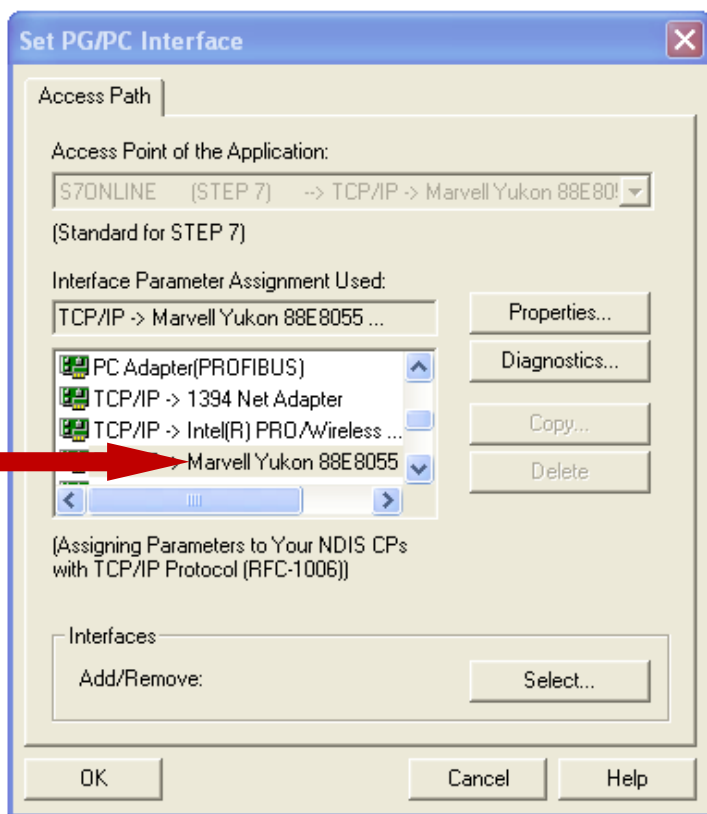 Set PG/PC Interface
Access Path
Access Point of the Application:
S7ONLINE (STEP 7) --> TCP/IP -> Marvell Yukon 88E80
(Standard for STEP 7)
Interface Parameter Assignment Used:
TCP/IP -> Marvell Yukon 88E8055 ...
Properties...
PC Adapter(PROFIBUS)
Diagnostics...
TCP/IP -> 1394 Net Adapter
TCP/IP -> Intel(R) PRO/Wireless ...
Copy...
-> Marvell Yukon 88E8055
Delete
(Assigning Parameters to Your NDIS CPs
with TCP/IP Protocol (RFC-1006))
Interfaces
Add/Remove:
Select...
OK
Cancel
Help